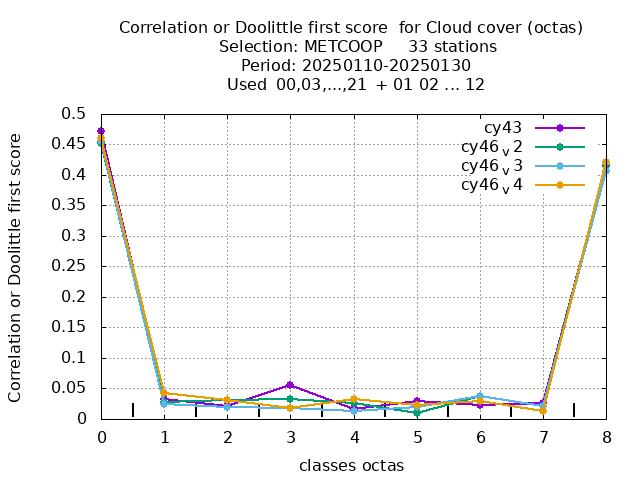 Correlation or Doolittle first score  for Cloud cover (octas)
Selection: METCOOP     33 stations
Period: 20250110-20250130
Used  00,03,...,21  + 01 02 ... 12
Correlation or Doolittle first score
0.5
0.45
0.4
0.35
0.3
0.25
0.2
0.15
0.1
0.05
0
cy43
cy46v2
cy46v3
cy46v4
0 1 2 3 4 5 6 7 8
classes octas